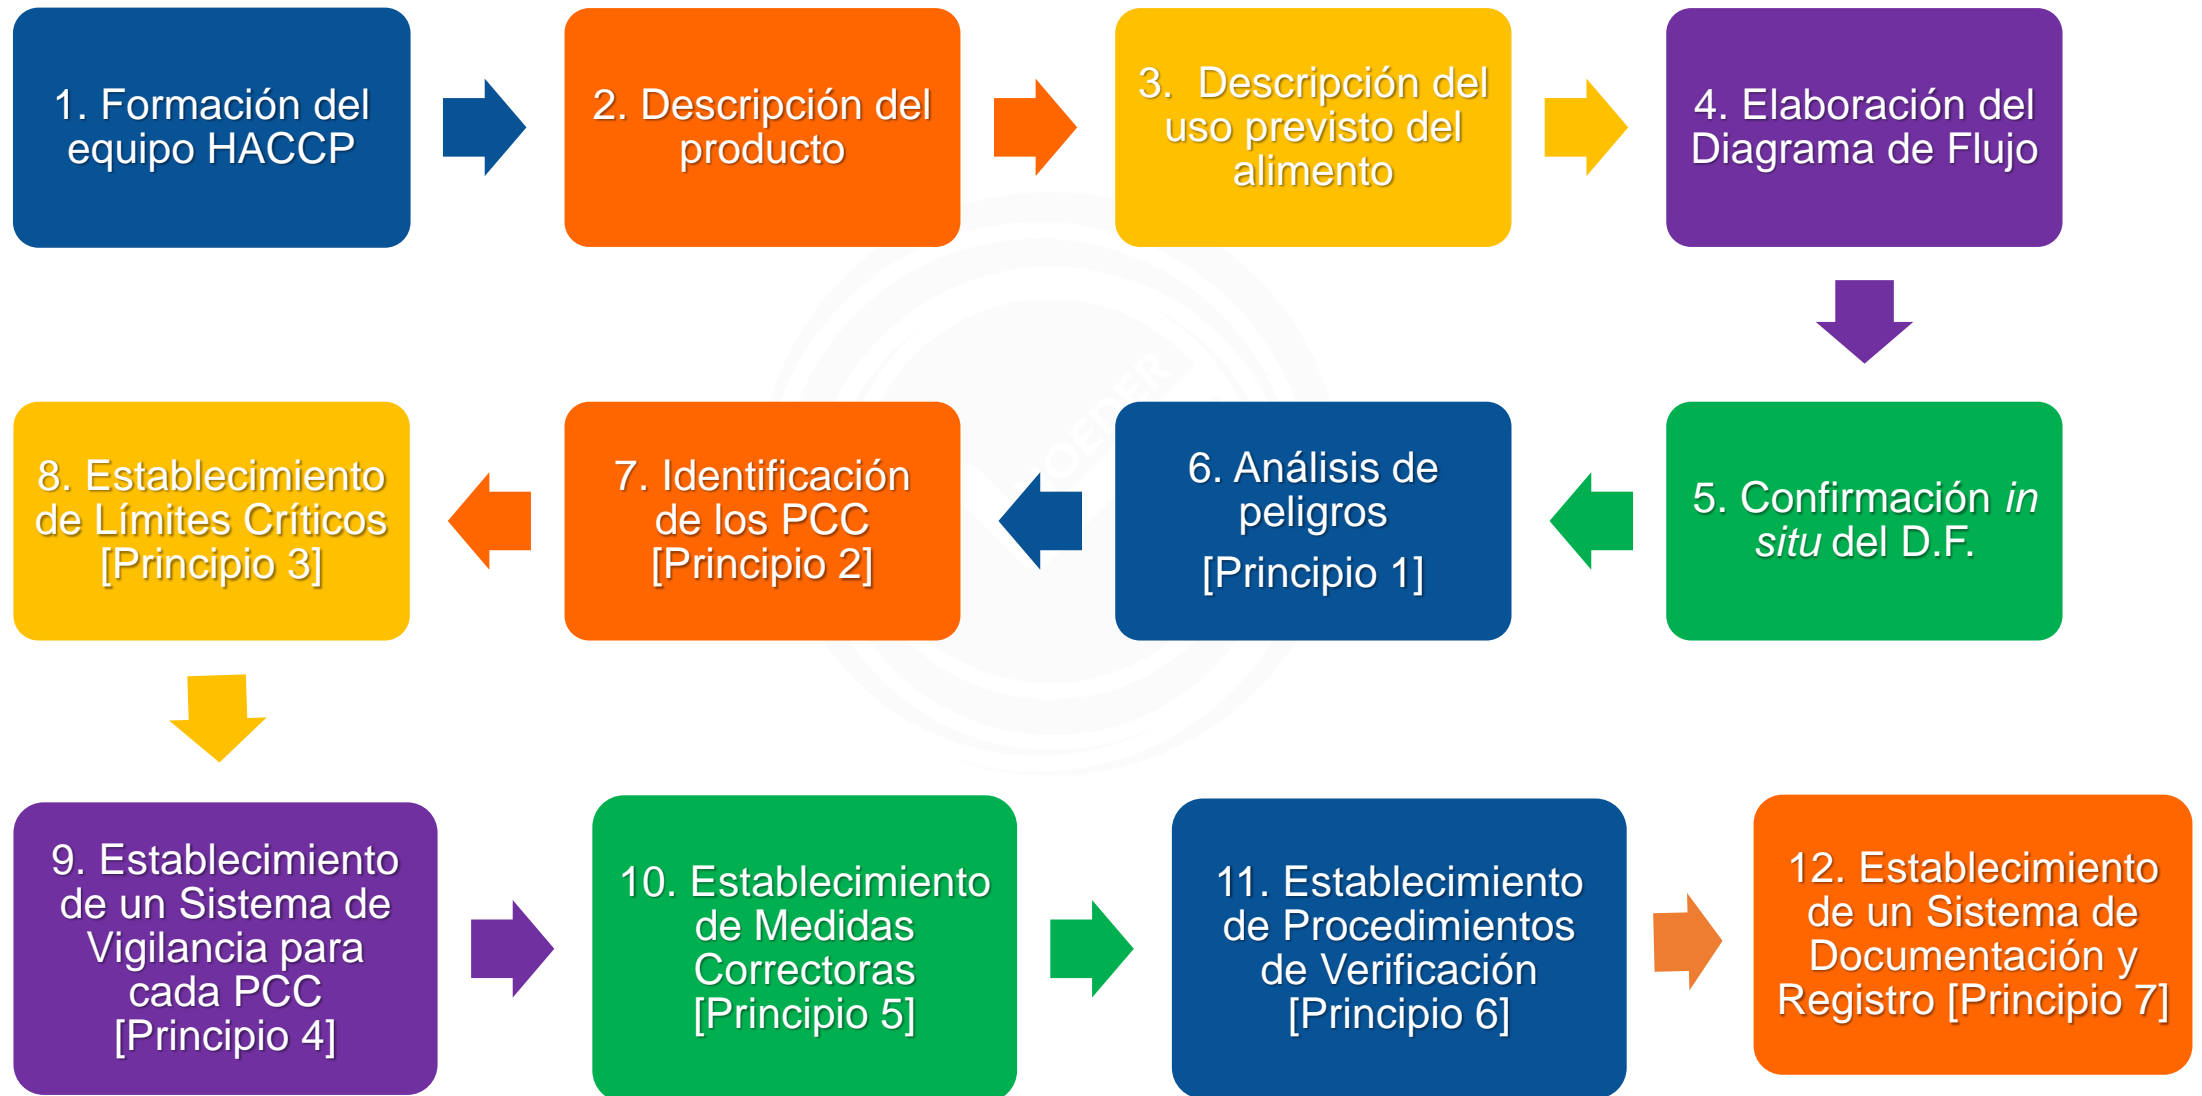 1. Formación del
equipo HACCP
2. Descripción del
producto
3. Descripción del
uso previsto del
alimento
4. Elaboración del
Diagrama de Flujo
5. Confirmación in
situ del D.F.
6. Análisis de
peligros
[Principio 1]
7. Identificación
de los PCC
[Principio 2]
8. Establecimiento
de Límites Críticos
[Principio 3]
9. Establecimiento
de un Sistema de
Vigilancia para
cada PCC
[Principio 4]
10. Establecimiento
de Medidas
Correctoras
[Principio 5]
11. Establecimiento
de Procedimientos
de Verificación
[Principio 6]
12. Establecimiento
de un Sistema de
Documentación y
Registro [Principio 7]